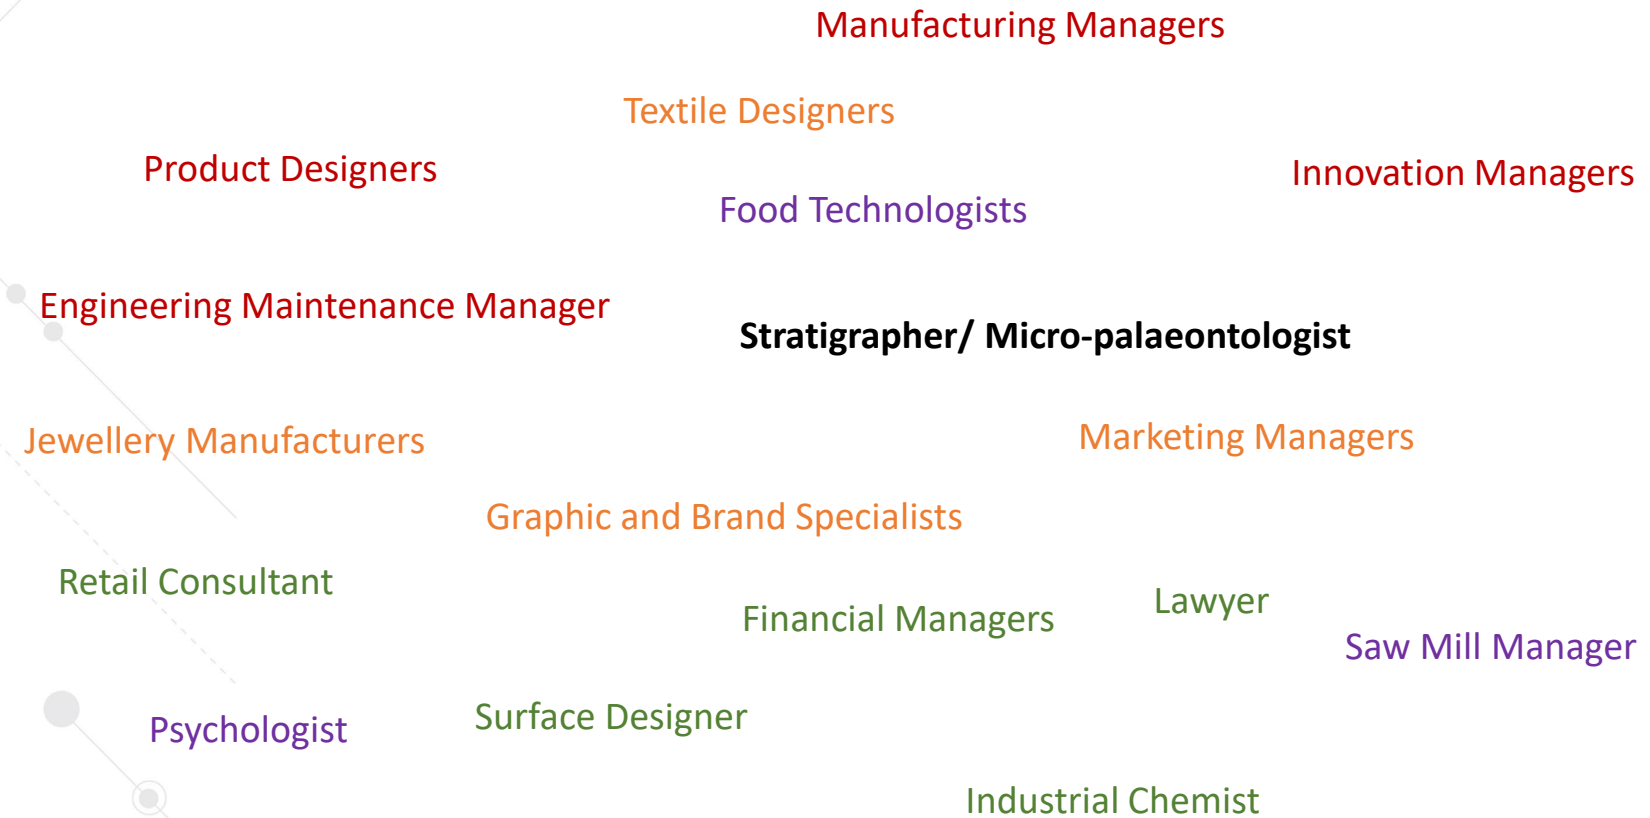 Manufacturing Managers
Textile Designers
Product Designers
Innovation Managers
Food Technologists
Engineering Maintenance Manager
Stratigrapher/ Micro-palaeontologist
Jewellery Manufacturers
Marketing Managers
Graphic and Brand Specialists
Retail Consultant
Lawyer
Financial Managers
Saw Mill Manager
Surface Designer
Psychologist
Industrial Chemist